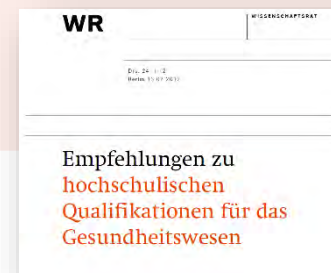 WR
WISSENSCHAFTSRAT
Empfehlungen zu
hochschulischen
Qualifikationen für das
Gesundheitswesen